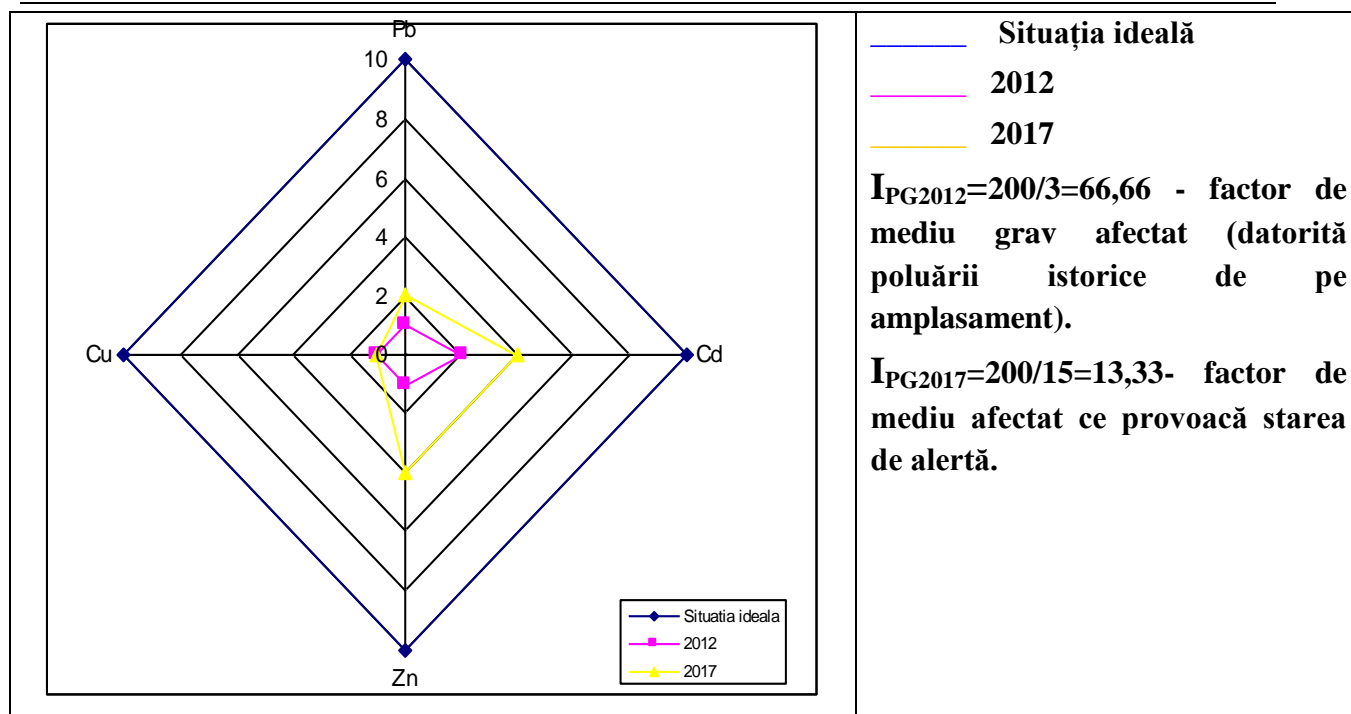 Pb
10
8
6
4
2
0
Cu
Cd
Zn
Situatia ideala
2012
2017
Situația ideală
2012
2017
IPG2012=200/3=66,66 - factor de
mediu grav afectat (datorită
poluării istorice de pe
amplasament).
IPG2017=200/15=13,33- factor de
mediu afectat ce provoacă starea
de alertă.